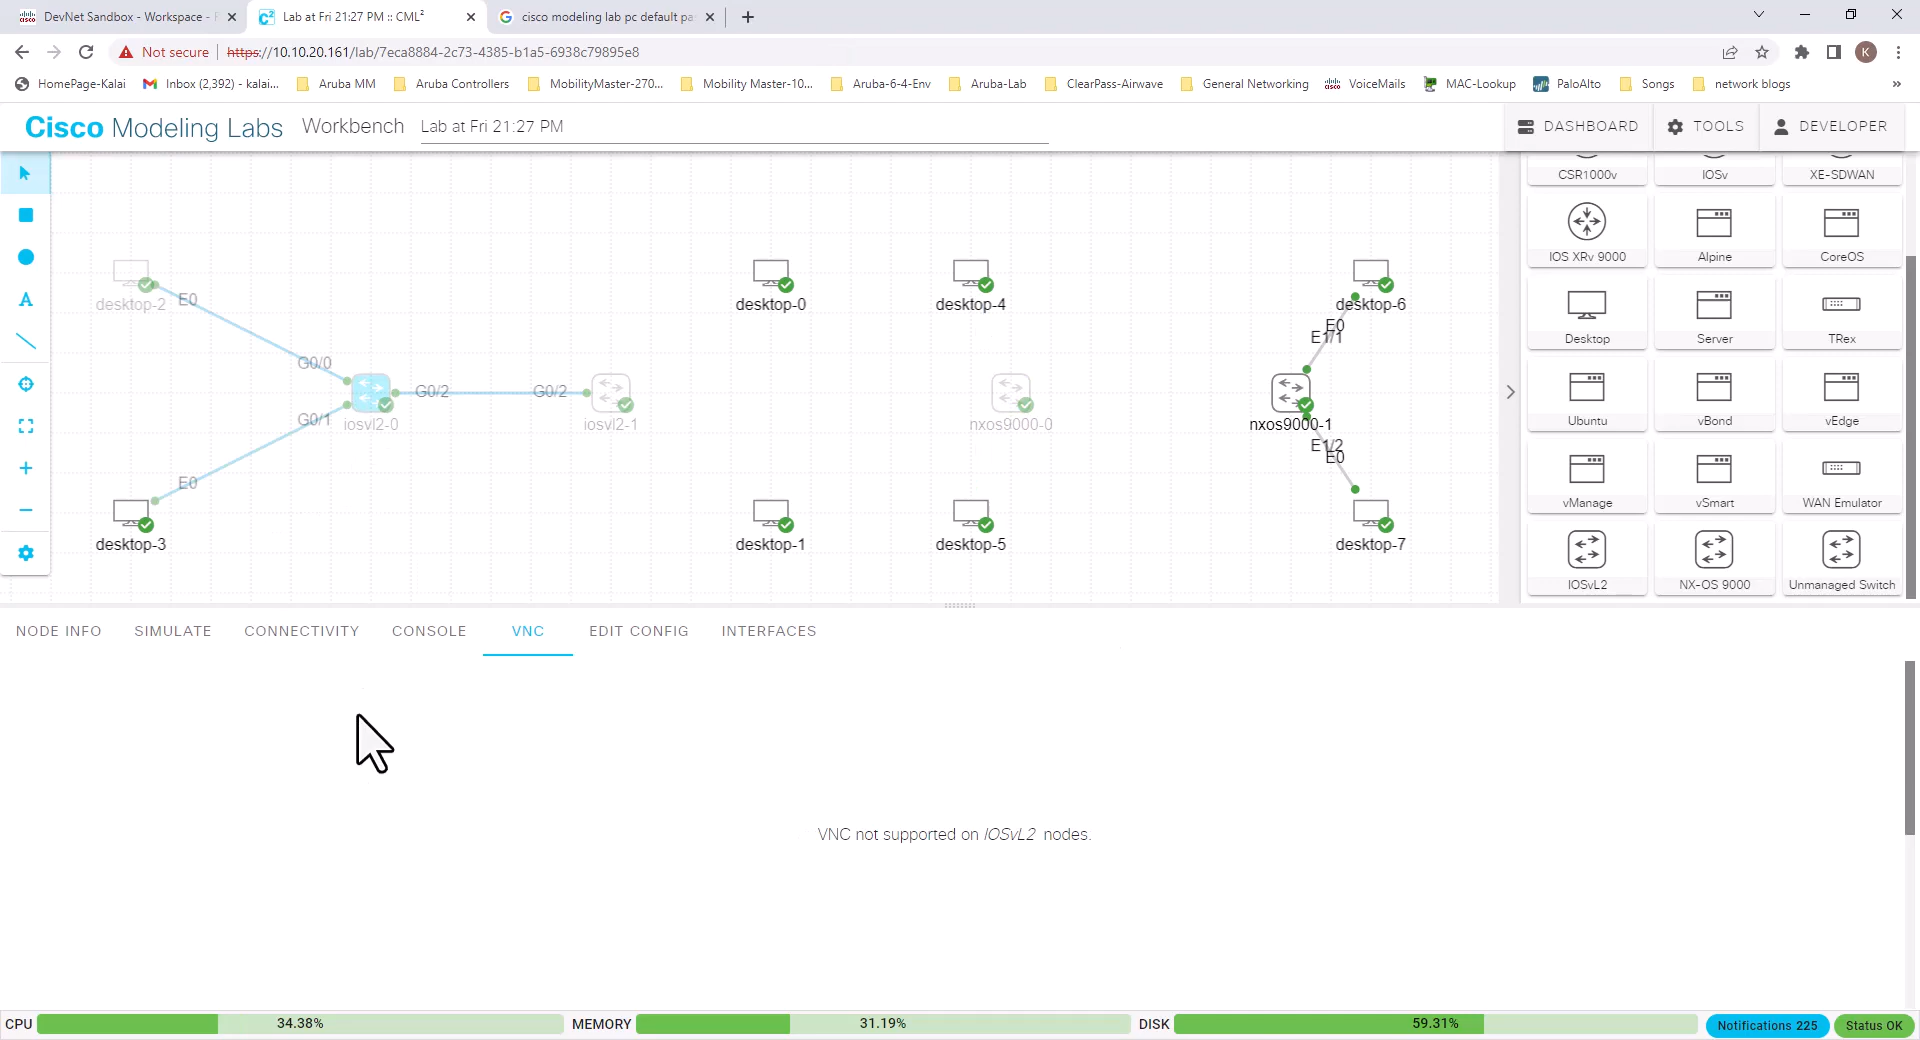 DevNet Sandbox - Workspace - 
Lab at Fri 21:27 PM :: CML²
cisco modeling lab pc default pa
Not secure
https://10.10.20.161/lab/7eca8884-2c73-4385-b1a5-6938c79895e8
K
HomePage-Kalai
Inbox (2,392) - kalai...
Aruba MM
Aruba Controllers
MobilityMaster-270...
Mobility Master-10...
Aruba-6-4-Env
Aruba-Lab
ClearPass-Airwave
General Networking
VoiceMails
MAC-Lookup
PaloAlto
Songs
network blogs
»
Cisco Modeling Labs Workbench Lab at Fri 21:27 PM
DASHBOARD TOOLS DEVELOPER
A
desktop-2
E0
G0/0
G0/1
iosvl2-0
G0/2
G0/2
iosvl2-1
E0
desktop-3
desktop-0
desktop-4
desktop-1
desktop-5
nxos9000-0
desktop-6
E0
E1/1
nxos9000-1
E1/2
E0
desktop-7
CSR1000v IOSv XE-SDWAN
IOS XRv 9000 Alpine CoreOS
Desktop Server TRex
Ubuntu vBond vEdge
vManage vSmart WAN Emulator
IOSvL2 NX-OS 9000 Unmanaged Switch
NODE INFO SIMULATE CONNECTIVITY CONSOLE VNC EDIT CONFIG INTERFACES
VNC not supported on IOSvL2 nodes.
CPU 34.38% MEMORY 31.19% DISK 59.31% Notifications 225 Status OK